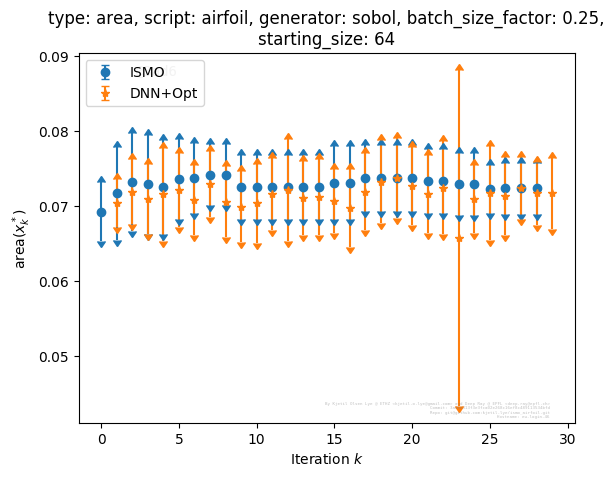 type: area, script: airfoil, generator: sobol, batch_size_factor: 0.25,
starting_size: 64
ISMO
DNN+Opt
0.09
0.08
0.07
0.06
0.05
area(x*k)
0 5 10 15 20 25 30
Iteration k